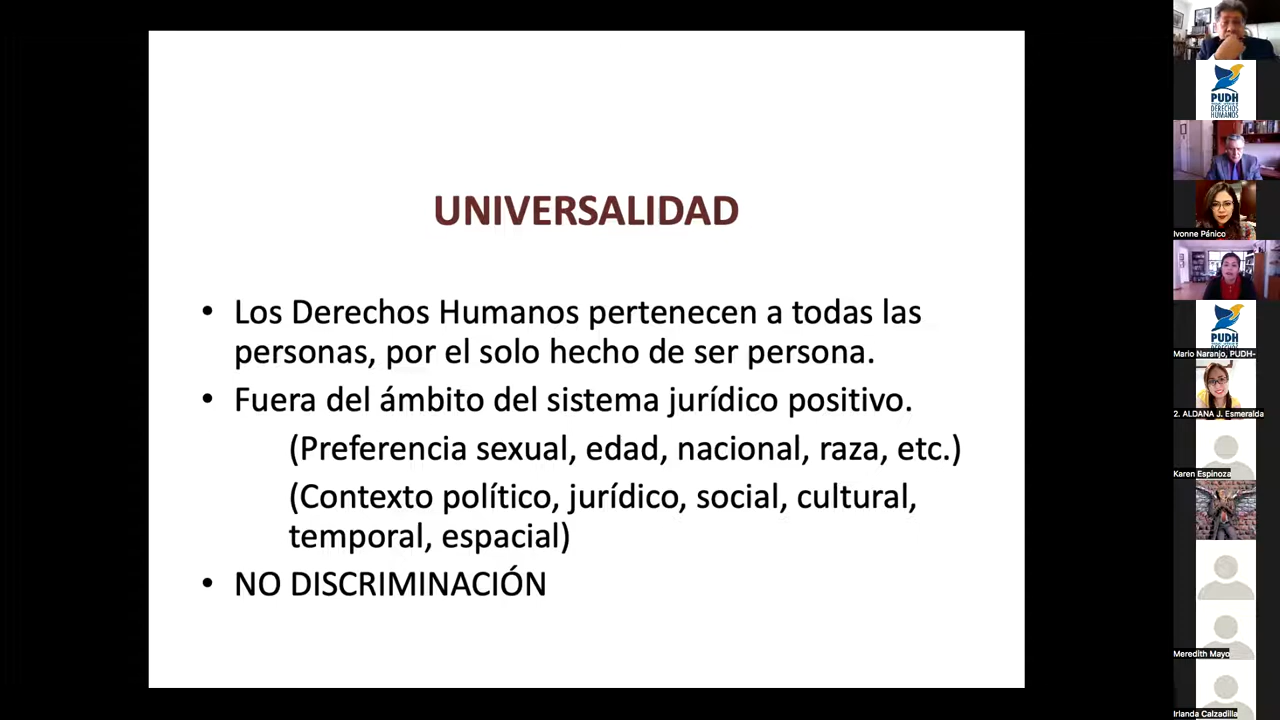 UNIVERSALIDAD
• Los Derechos Humanos pertenecen a todas las
personas, por el solo hecho de ser persona.
• Fuera del ámbito del sistema jurídico positivo.
(Preferencia sexual, edad, nacional, raza, etc.)
(Contexto político, jurídico, social, cultural,
temporal, espacial)
• NO DISCRIMINACIÓN
PUDH
DERECHOS
HUMANOS
Ivonne Pánico
PUDH
Mario Naranjo, PUDH-
2. ALDANA J. Esmeralda
Karen Espinoza
Meredith Mayo
Irlanda Calzadilla